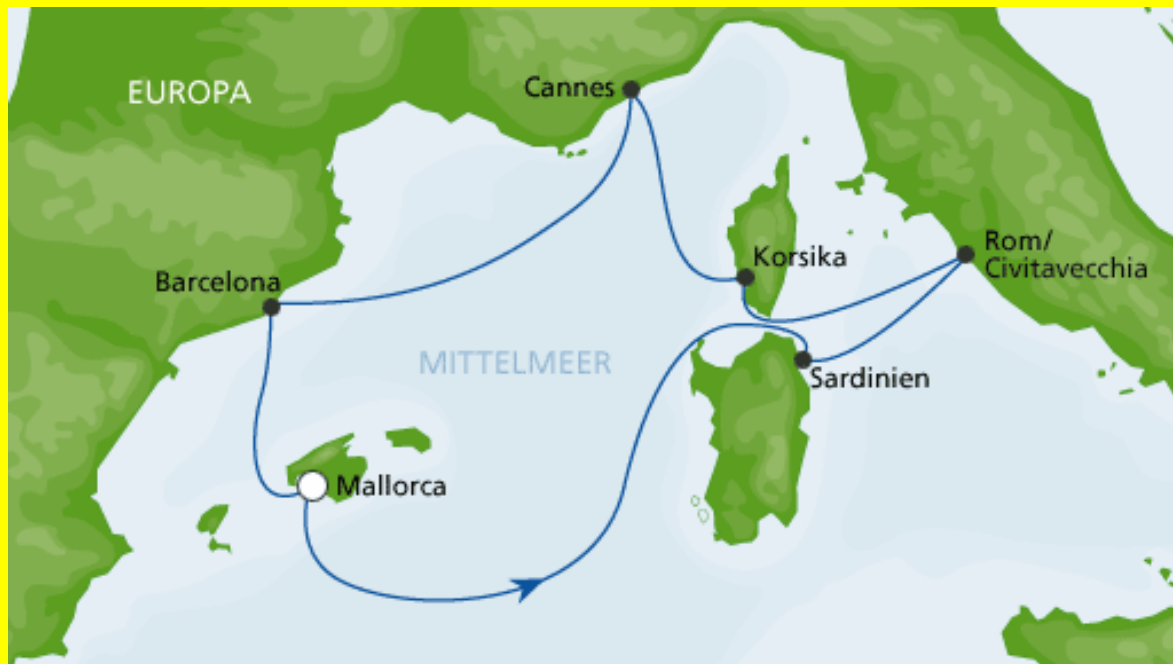 EUROPA
Cannes
Rom/
Civitavecchia
Korsika
Barcelona
MITTELMEER
Sardinien
Mallorca